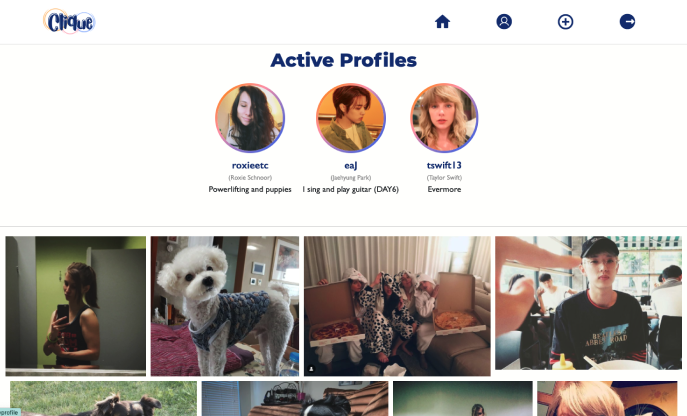 Clique
Active Profiles
roxieetc
(Roxie Schnoor)
Powerlifting and puppies
eaJ
(Jaehyung Park)
I sing and play guitar (DAY6)
tswift13
(Taylor Swift)
Evermore
profile